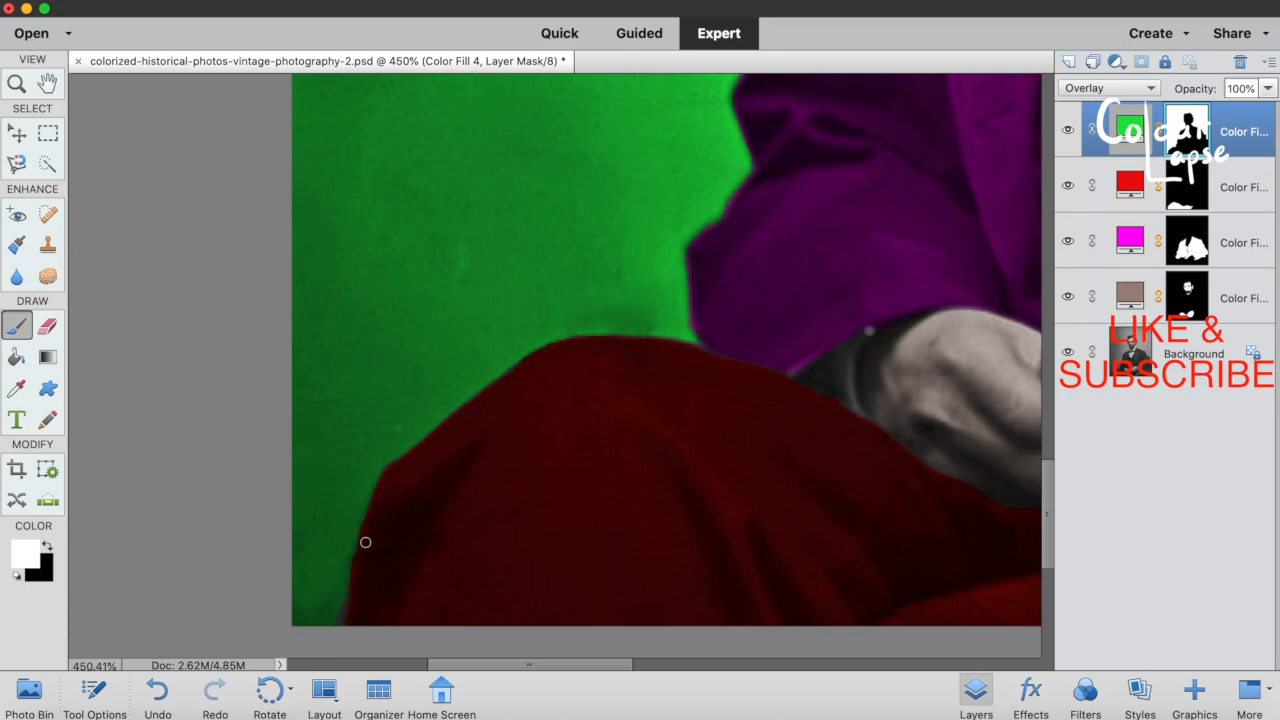 Open
Quick
Guided
Expert
Create
Share
VIEW
× colorized-historical-photos-vintage-photography-2.psd @ 450% (Color Fill 4, Layer Mask/8) *
SELECT
ENHANCE
DRAW
MODIFY
COLOR
Overlay
Opacity: 100%
Colour
Lapse
Color Fi...
Color Fi...
Color Fi...
Color Fi...
Background
LIKE &
SUBSCRIBE
T
450.41%
Doc: 2.62M/4.85M
fx
Photo Bin
Tool Options
Undo
Redo
Rotate
Layout
Organizer
Home Screen
Layers
Effects
Filters
Styles
Graphics
More